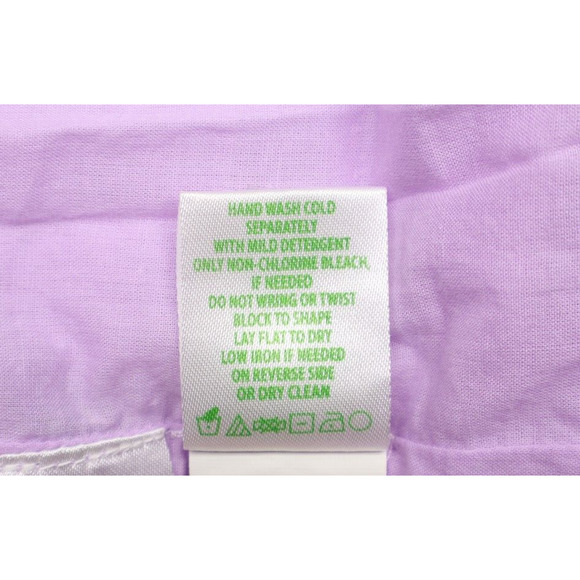 HAND WASH COLD
SEPARATELY
WITH MILD DETERGENT
ONLY NON-CHLORINE BLEACH,
IF NEEDED
DO NOT WRING OR TWIST
BLOCK TO SHAPE
LAY FLAT TO DRY
LOW IRON IF NEEDED
ON REVERSE SIDE
OR DRY CLEAN